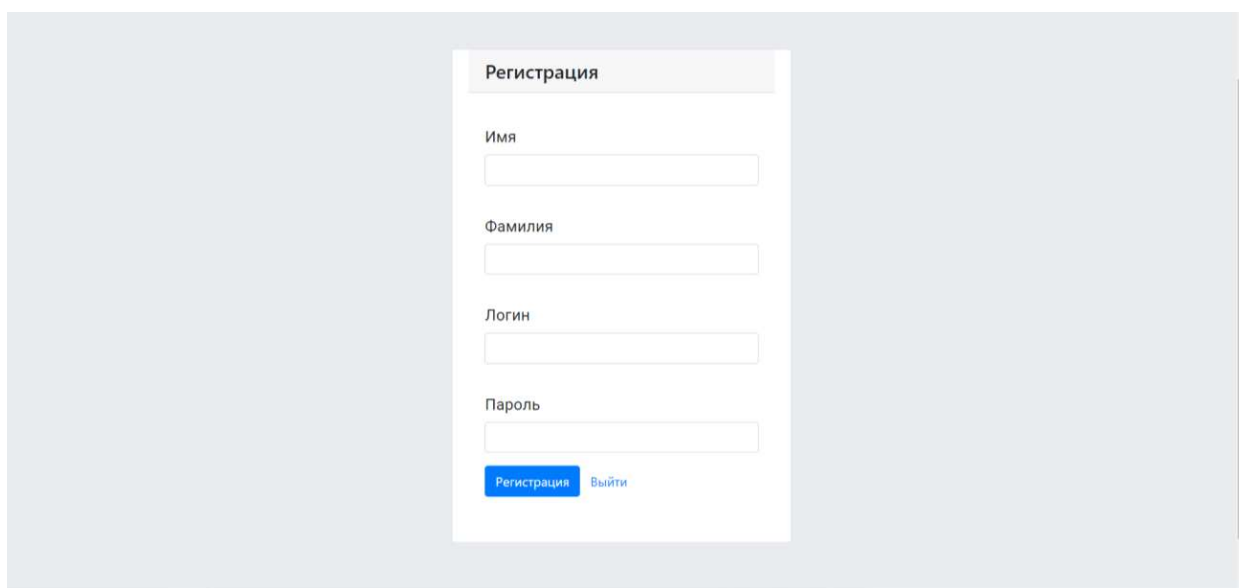 Регистрация
Имя
Фамилия
Логин
Пароль
Регистрация Выйти